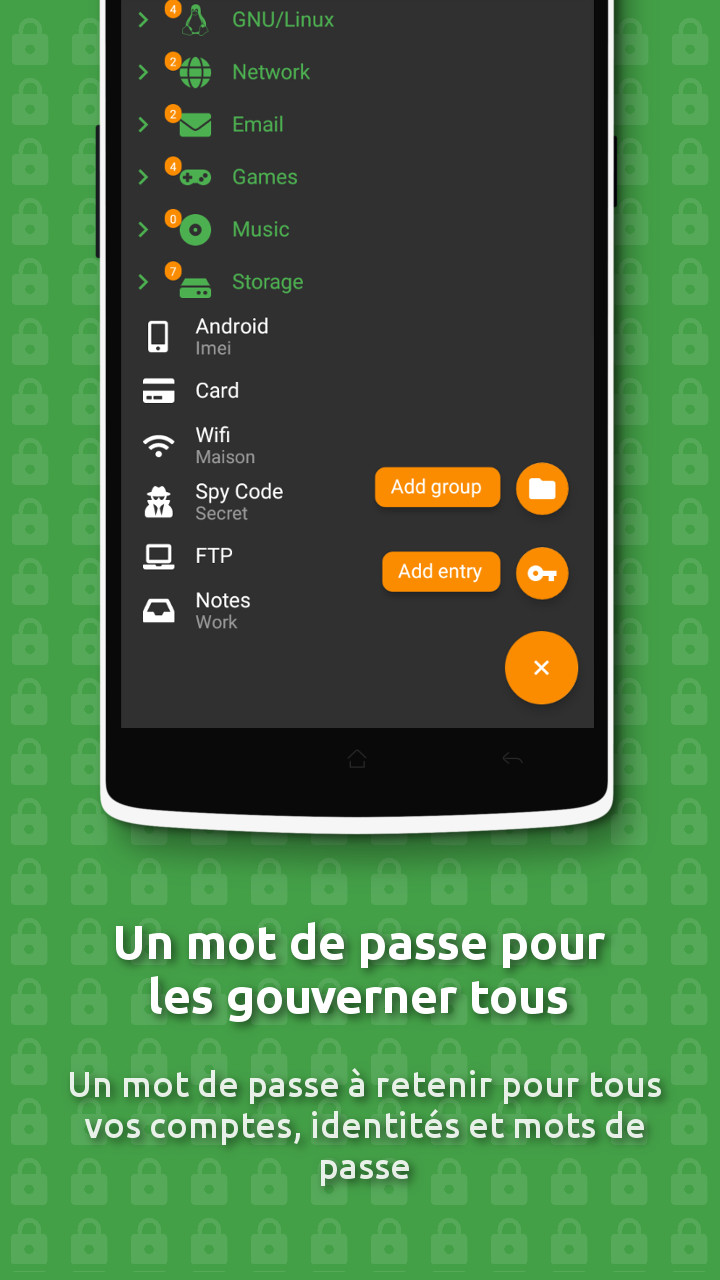 4
GNU/Linux
2
Network
2
Email
4
Games
0
Music
7
Storage
Android
Imei
Card
Wifi
Maison
Add group
Spy Code
Secret
FTP
Add entry
Notes
Work
Un mot de passe pour
les gouverner tous
Un mot de passe à retenir pour tous
vos comptes, identités et mots de
passe